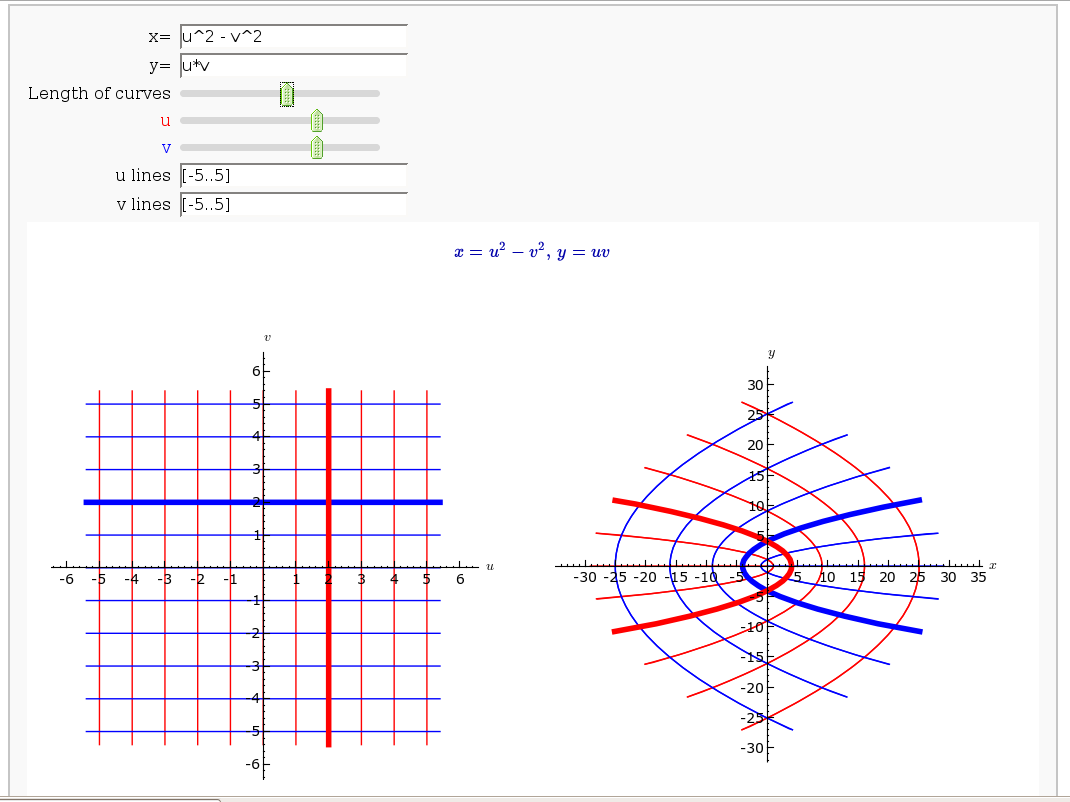 x= u^2 - v^2
y= u*v
Length of curves
u
v
u lines [-5..5]
v lines [-5..5]
x = u² − v², y = uv
v
6
5
4
3
2
1
-6 -5 -4 -3 -2 -1 1 2 3 4 5 6 u
-1
-2
-3
-4
-5
-6
y
30
25
20
15
10
5
-30 -25 -20 -15 -10 -5 5 10 15 20 25 30 35 x
-5
-10
-15
-20
-25
-30